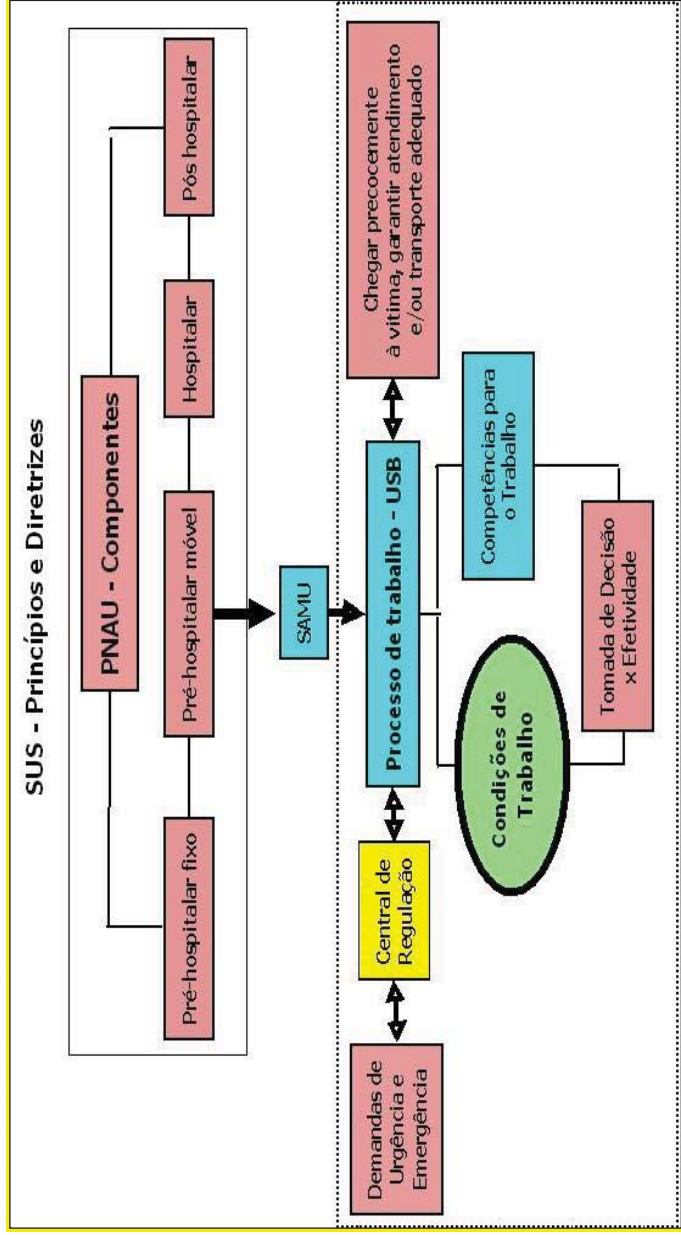 SUS - Princípios e Diretrizes
PNAU - Componentes
Pré-hospitalar fixo
Pré-hospitalar móvel
Hospitalar
Pós hospitalar
SAMU
Demandas de
Urgência e
Emergência
Central de
Regulação
Processo de trabalho - USB
Chegar precocemente
à vitima, garantir atendimento
e/ou transporte adequado
Condições de
Trabalho
Competências para
o Trabalho
Tomada de Decisão
x Efetividade